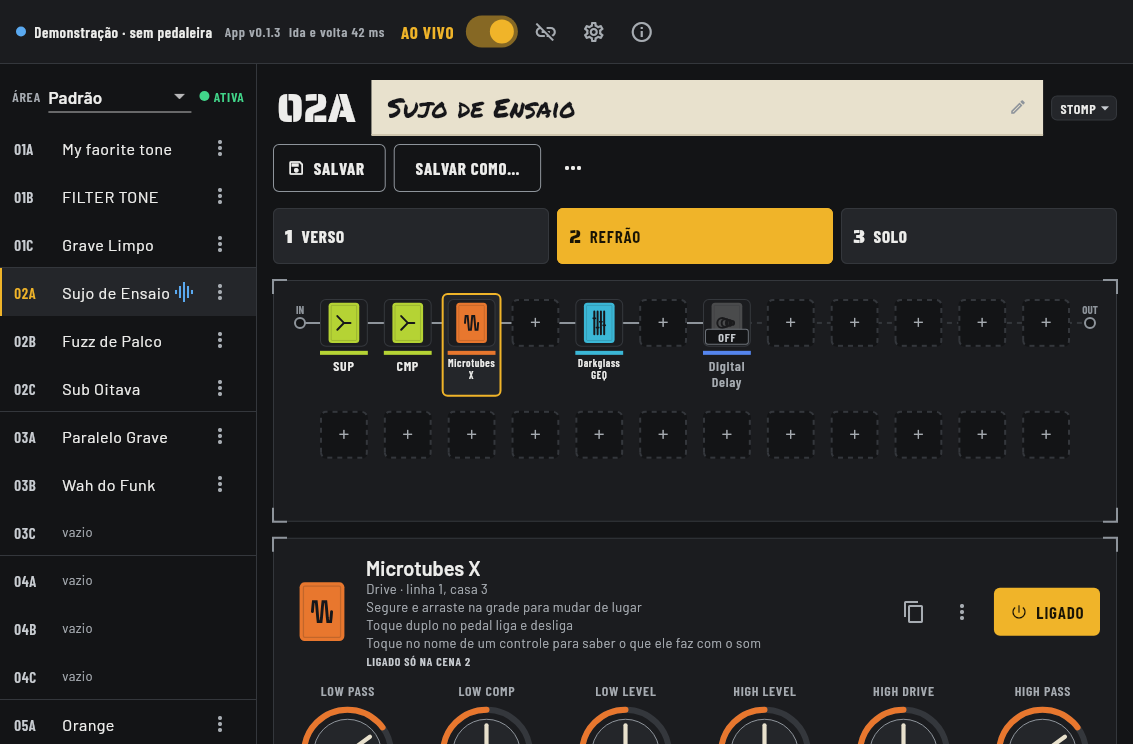 Demonstração · sem pedaleira App v0.1.3 Ida e volta 42 ms AO VIVO
ÁREA Padrão ATIVA
01A My faorite tone
01B FILTER TONE
01C Grave Limpo
02A Sujo de Ensaio
02B Fuzz de Palco
02C Sub Oitava
03A Paralelo Grave
03B Wah do Funk
03C vazio
04A vazio
04B vazio
04C vazio
05A Orange
02A Sujo de Ensaio STOMP
SALVAR SALVAR COMO...
1 VERSO 2 REFRÃO 3 SOLO
IN OUT
OFF
SUP CMP Microtubes X Darkglass GEQ Digital Delay
Microtubes X
Drive · linha 1, casa 3
Segure e arraste na grade para mudar de lugar
Toque duplo no pedal liga e desliga
Toque no nome de um controle para saber o que ele faz com o som
LIGADO SÓ NA CENA 2
LIGADO
LOW PASS LOW COMP LOW LEVEL HIGH LEVEL HIGH DRIVE HIGH PASS